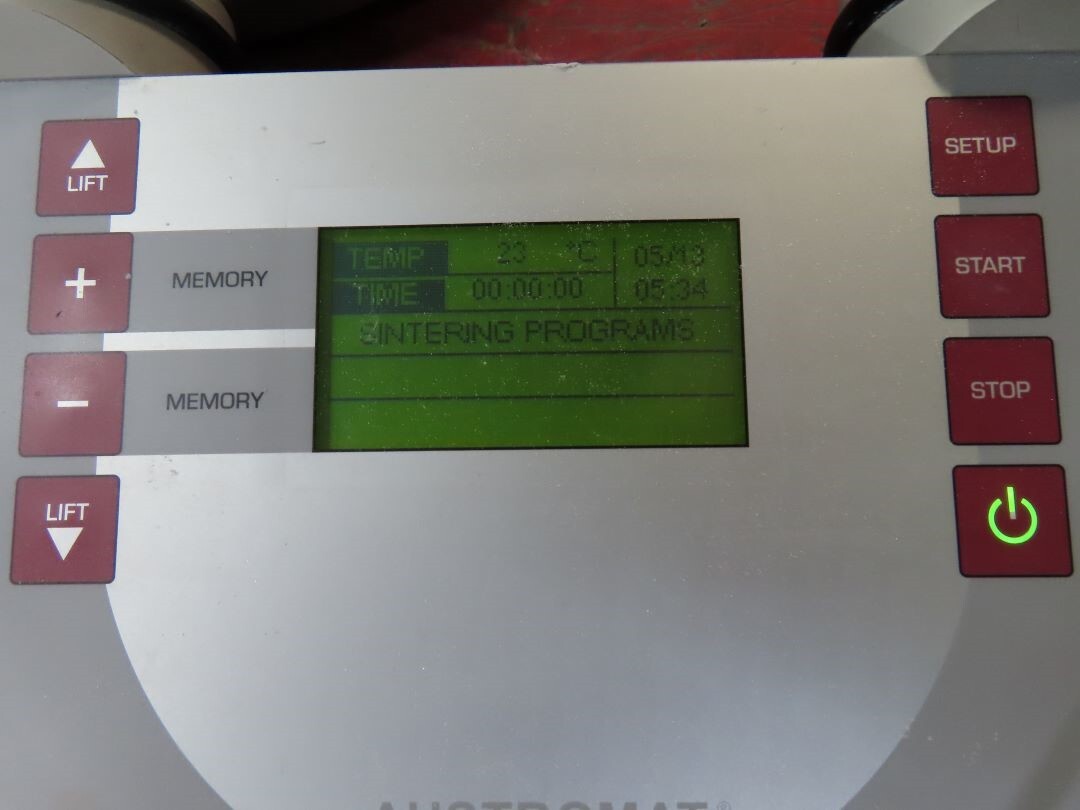 LIFT
+
MEMORY
−
MEMORY
LIFT
TEMP 23 °C 05/13
TIME 00:00:00 05:34
SINTERING PROGRAMS
SETUP
START
STOP
AUSTROMAT®